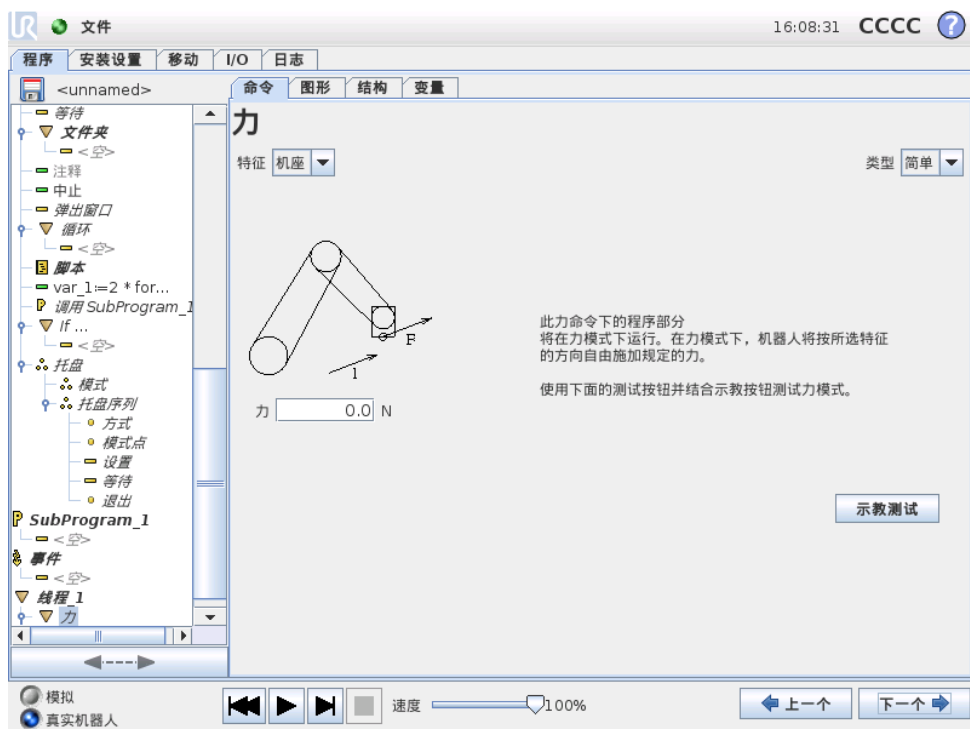 UR 文件 16:08:31 CCCC ?
程序 安装设置 移动 I/O 日志
<unnamed>
命令 图形 结构 变量
等待
文件夹
<空>
注释
中止
弹出窗口
循环
<空>
脚本
var_1:=2 * for...
P 调用 SubProgram_1
If ...
<空>
托盘
模式
托盘序列
方式
模式点
设置
等待
退出
P SubProgram_1
<空>
事件
<空>
线程_1
力
力
特征 机座
类型 简单
F
1
力 0.0 N
此力命令下的程序部分
将在力模式下运行。在力模式下，机器人将按所选特征
的方向自由施加规定的力。
使用下面的测试按钮并结合示教按钮测试力模式。
示教测试
模拟
真实机器人
速度 100%
上一个 下一个